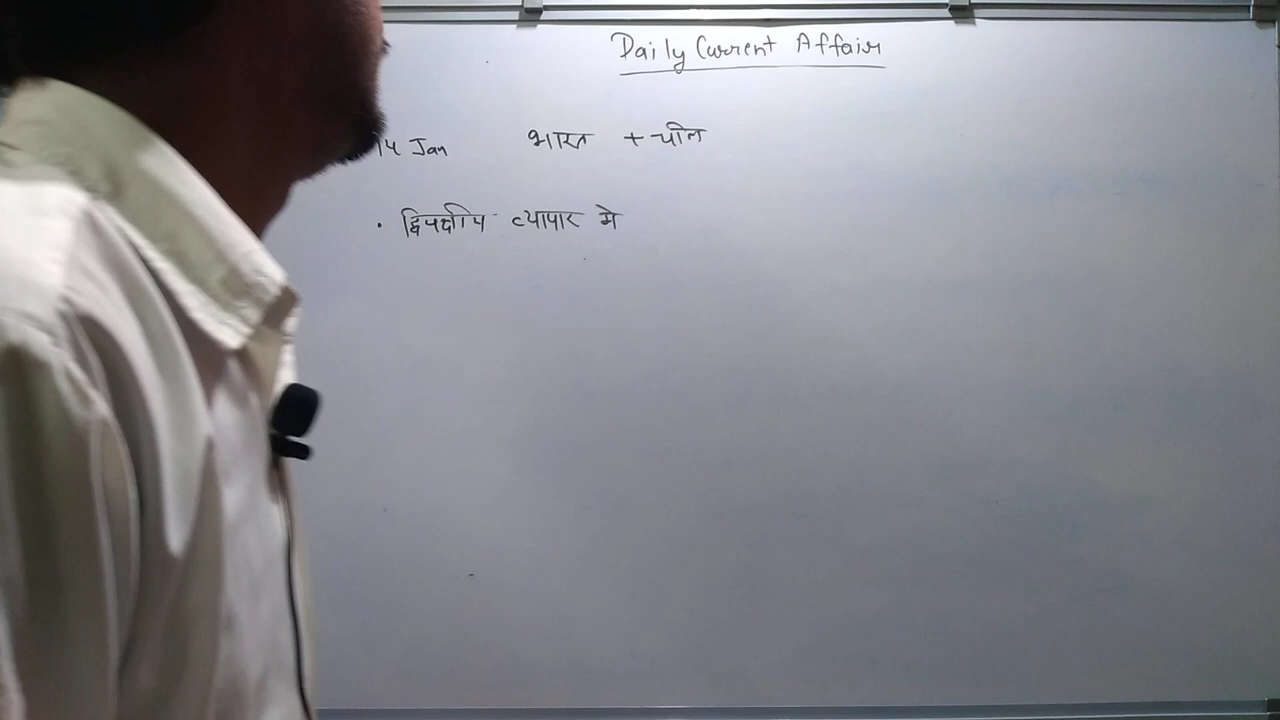 Daily Current Affair
14 Jan भारत + चीन
• द्विपक्षीय व्यापार मे